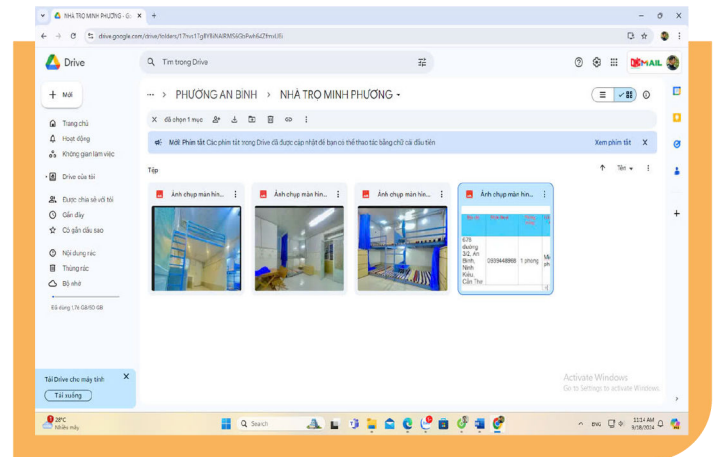 NHÀ TRỌ MINH PHƯƠNG - G
drive.google.com/drive/folders/
Drive
Tìm trong Drive
MAIL
Mới
PHƯỜNG AN BÌNH > NHÀ TRỌ MINH PHƯƠNG
X đã chọn 1 mục
Trang chủ
Hoạt động
Không gian làm việc
Mới! Phím tắt Các phím tắt trong Drive đã được cập nhật để bạn có thể thao tác bằng chữ cái đầu tiên
Xem phím tắt X
Drive của tôi
Tệp
Tên
Được chia sẻ với tôi
Gần đây
Có gắn dấu sao
Nội dung rác
Thùng rác
Bộ nhớ
Đã dùng 1,74 GB/50 GB
Ảnh chụp màn hìn...
Ảnh chụp màn hìn...
Ảnh chụp màn hìn...
Ảnh chụp màn hìn...
đường
3/2, An
Bình,
Ninh
Kiều,
Cần Thơ
1 phòng
Tải Drive cho máy tính X
Tải xuống
Activate Windows
Go to Settings to activate Windows.
28°C
Nhiều mây
Search
ENG
11:14 AM
9/18/2024